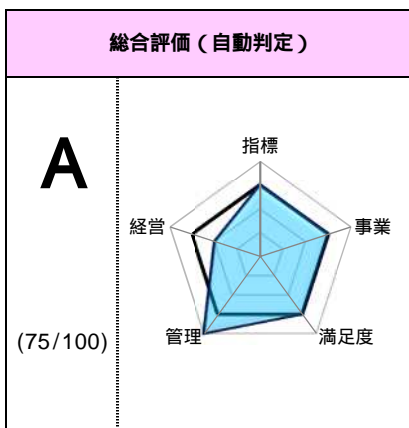 総合評価（自動判定）
A
(75/100)
指標
事業
満足度
管理
経営